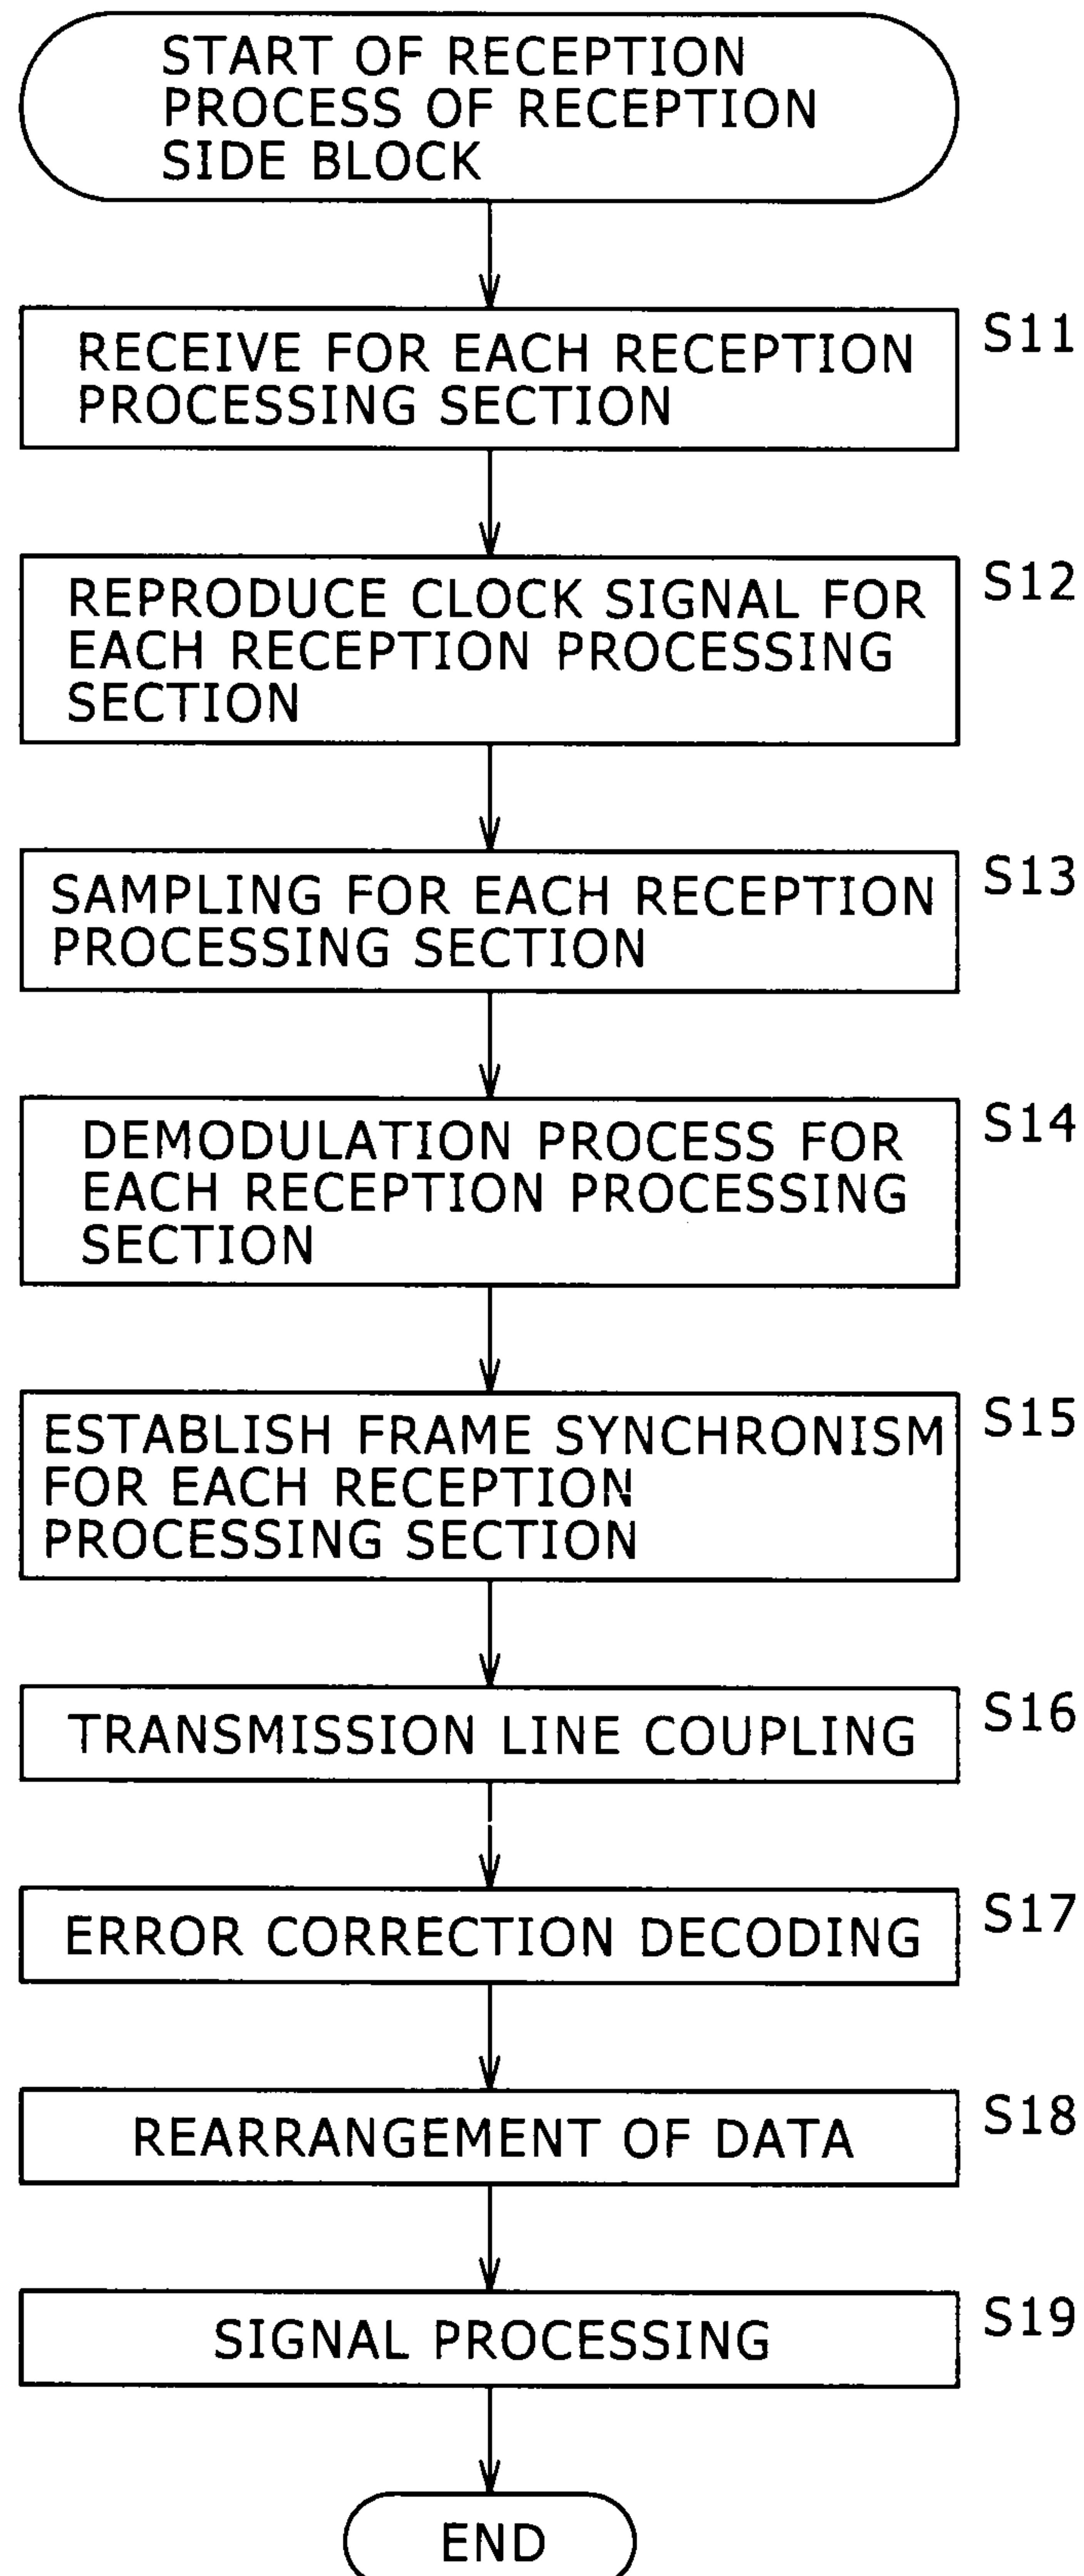 START OF RECEPTION
PROCESS OF RECEPTION
SIDE BLOCK
S11
RECEIVE FOR EACH RECEPTION
PROCESSING SECTION
S12
REPRODUCE CLOCK SIGNAL FOR
EACH RECEPTION PROCESSING
SECTION
S13
SAMPLING FOR EACH RECEPTION
PROCESSING SECTION
S14
DEMODULATION PROCESS FOR
EACH RECEPTION PROCESSING
SECTION
S15
ESTABLISH FRAME SYNCHRONISM
FOR EACH RECEPTION
PROCESSING SECTION
S16
TRANSMISSION LINE COUPLING
S17
ERROR CORRECTION DECODING
S18
REARRANGEMENT OF DATA
S19
SIGNAL PROCESSING
END